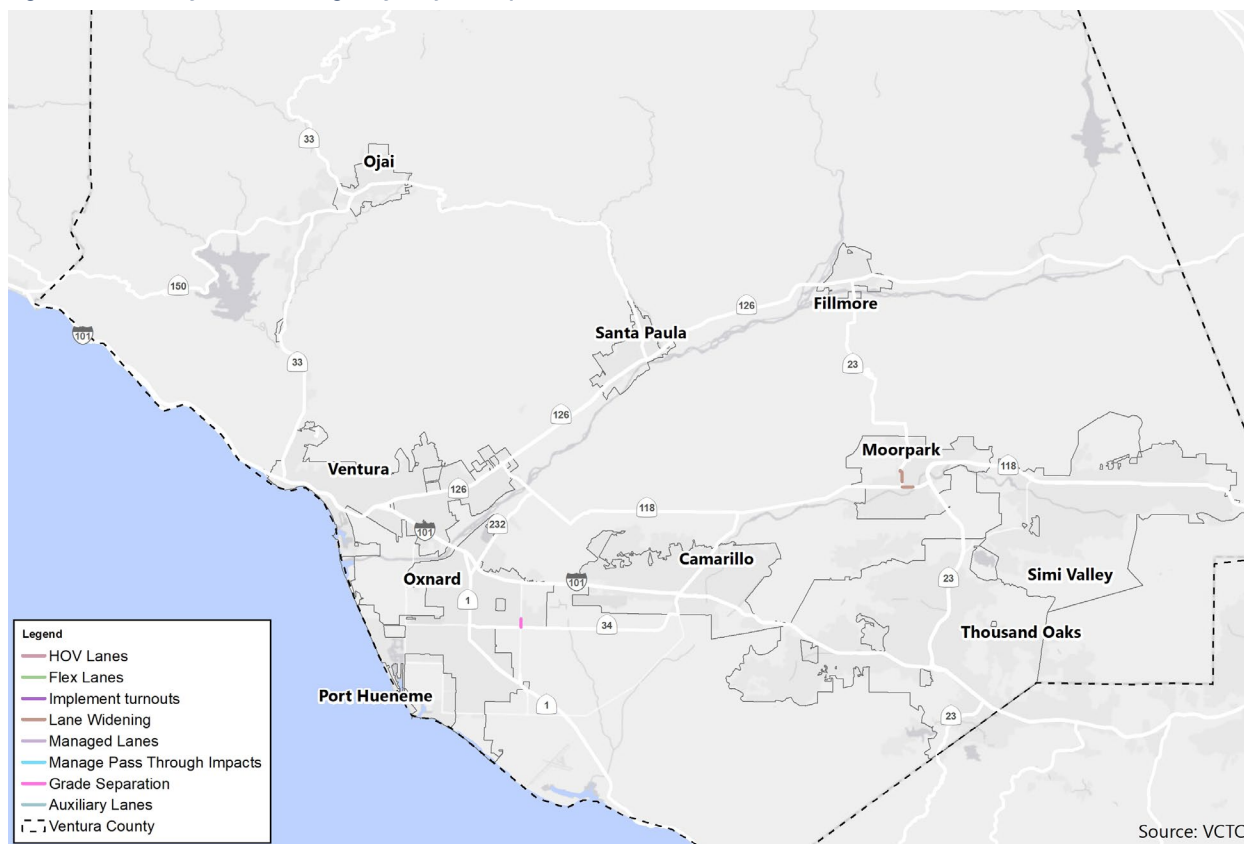 33
Ojai
150
101
33
126
Fillmore
Santa Paula
23
126
Moorpark
118
Ventura
126
232
118
101
Camarillo
Oxnard
101
1
23
Simi Valley
34
Thousand Oaks
Port Hueneme
1
23
Legend
HOV Lanes
Flex Lanes
Implement turnouts
Lane Widening
Managed Lanes
Manage Pass Through Impacts
Grade Separation
Auxiliary Lanes
Ventura County
Source: VCTC